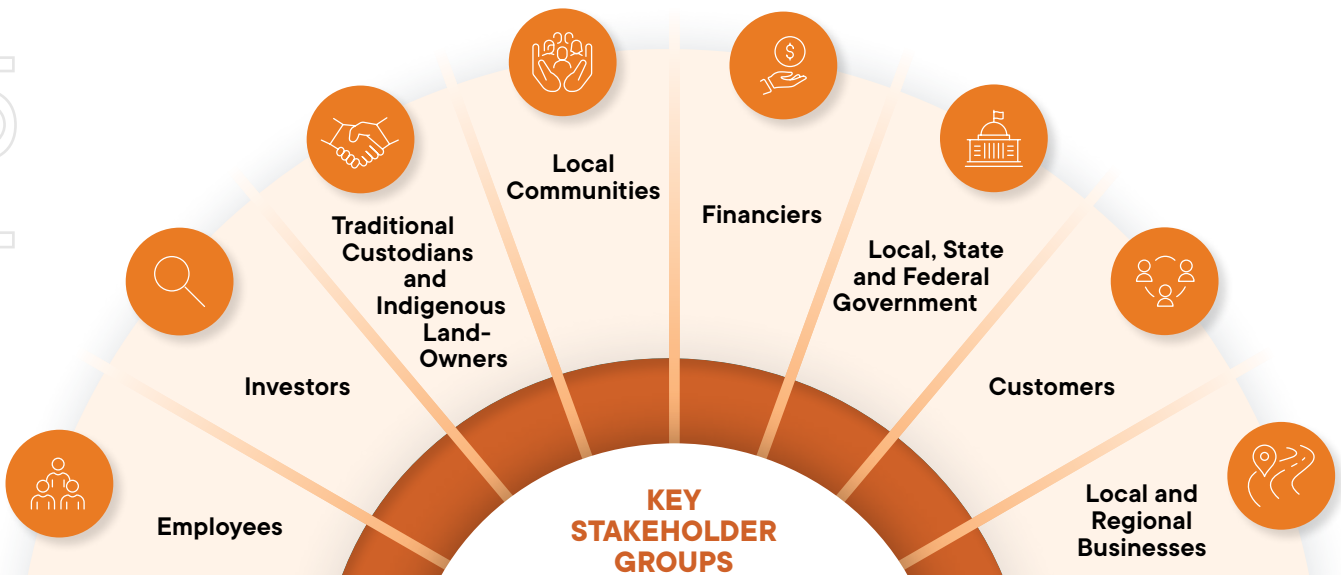 Employees
Investors
Traditional
Custodians
and
Indigenous
Land-
Owners
Local
Communities
Financiers
Local, State
and Federal
Government
Customers
Local and
Regional
Businesses
KEY
STAKEHOLDER
GROUPS
$